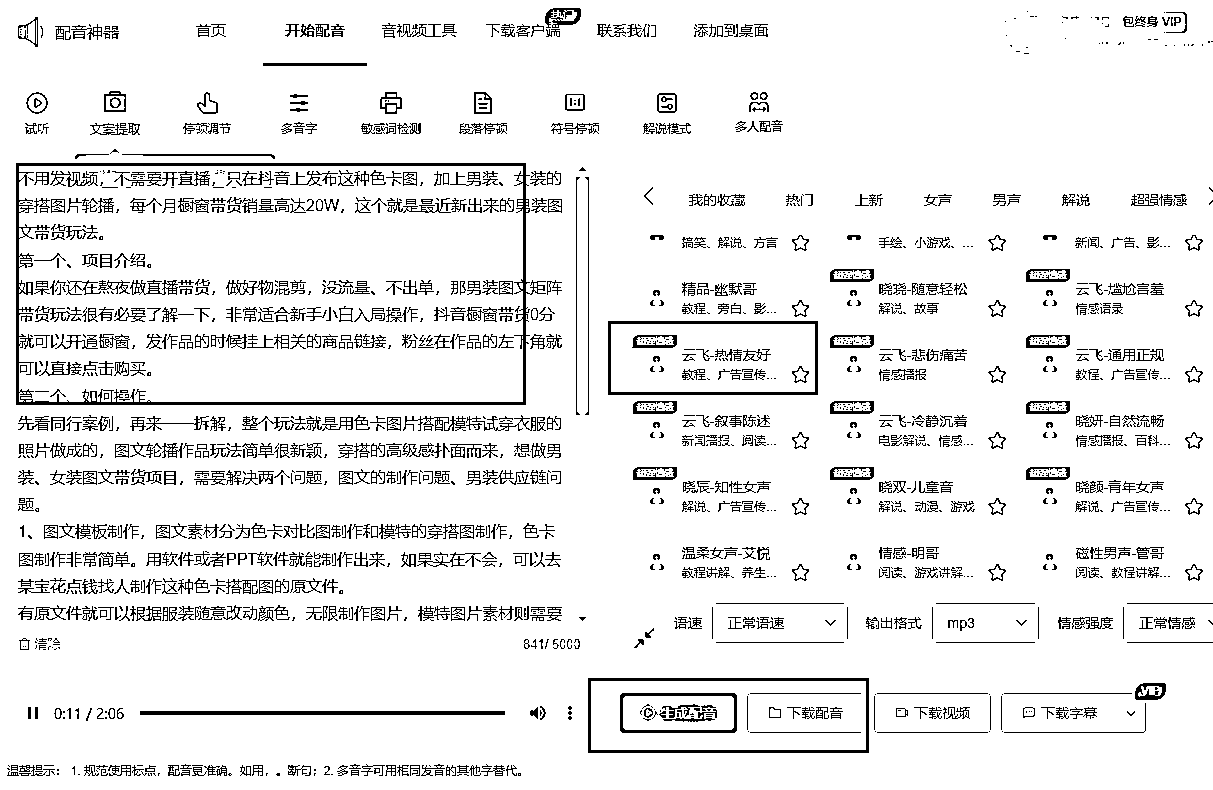 配音神器
首页
开始配音
音视频工具
下载客户端
联系我们
添加到桌面
包终身 VIP
试听
文案提取
停顿调节
多音字
敏感词检测
段落停顿
符号停顿
解说模式
多人配音
不用发视频，不需要开直播，只在抖音上发布这种色卡图，加上男装、女装的
穿搭图片轮播，每个月橱窗带货销量高达20W，这个就是最近新出来的男装图
文带货玩法。
第一个、项目介绍。
如果你还在熬夜做直播带货，做好物混剪，没流量、不出单，那男装图文矩阵
带货玩法很有必要了解一下，非常适合新手小白入局操作，抖音橱窗带货0分
就可以开通橱窗，发作品的时候挂上相关的商品链接，粉丝在作品的左下角就
可以直接点击购买。
第二个、如何操作。
先看同行案例，再来一一拆解，整个玩法就是用色卡图片搭配模特试穿衣服的
照片做成的，图文轮播作品玩法简单很新颖，穿搭的高级感扑面而来，想做男
装、女装图文带货项目，需要解决两个问题，图文的制作问题、男装供应链问
题。
1、图文模板制作，图文素材分为色卡对比图制作和模特的穿搭图制作，色卡
图制作非常简单。用软件或者PPT软件就能制作出来，如果实在不会，可以去
某宝花点钱找人制作这种色卡搭配图的原文件。
有原文件就可以根据服装随意改动颜色，无限制作图片，模特图片素材则需要
清除
841/5000
我的收藏
热门
上新
女声
男声
解说
超强情感
搞笑、解说、方言
手绘、小游戏、...
新闻、广告、影...
精品-幽默哥
教程、旁白、影...
晓晓-随意轻松
解说、故事
云飞-尴尬害羞
情感语录
云飞-热情友好
教程、广告宣传...
云飞-悲伤痛苦
情感播报
云飞-通用正规
教程、广告宣传...
云飞-叙事陈述
新闻播报、阅读...
云飞-冷静沉着
电影解说、情感...
晓妍-自然流畅
情感播报、百科...
晓辰-知性女声
解说、广告宣传...
晓双-儿童音
解说、动漫、游戏
晓颜-青年女声
解说、广告宣传...
温柔女声-艾悦
教程讲解、养生...
情感-明哥
阅读、游戏讲解...
磁性男声-管哥
阅读、教程讲解...
语速
正常语速
输出格式
mp3
情感强度
正常情感
0:11 / 2:06
生成配音
下载配音
下载视频
下载字幕
VIP
温馨提示： 1. 规范使用标点，配音更准确。如用，。断句；2. 多音字可用相同发音的其他字替代。